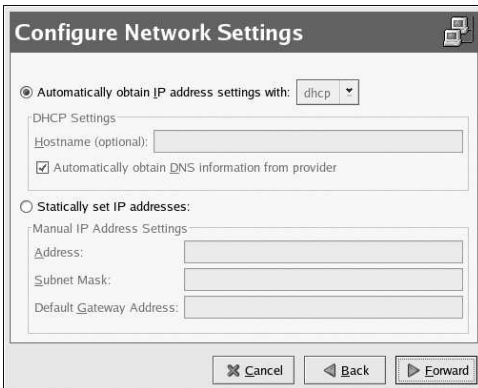 Configure Network Settings
Automatically obtain IP address settings with: dhcp
DHCP Settings
Hostname (optional):
Automatically obtain DNS information from provider
Statically set IP addresses:
Manual IP Address Settings
Address:
Subnet Mask:
Default Gateway Address:
Cancel Back Forward